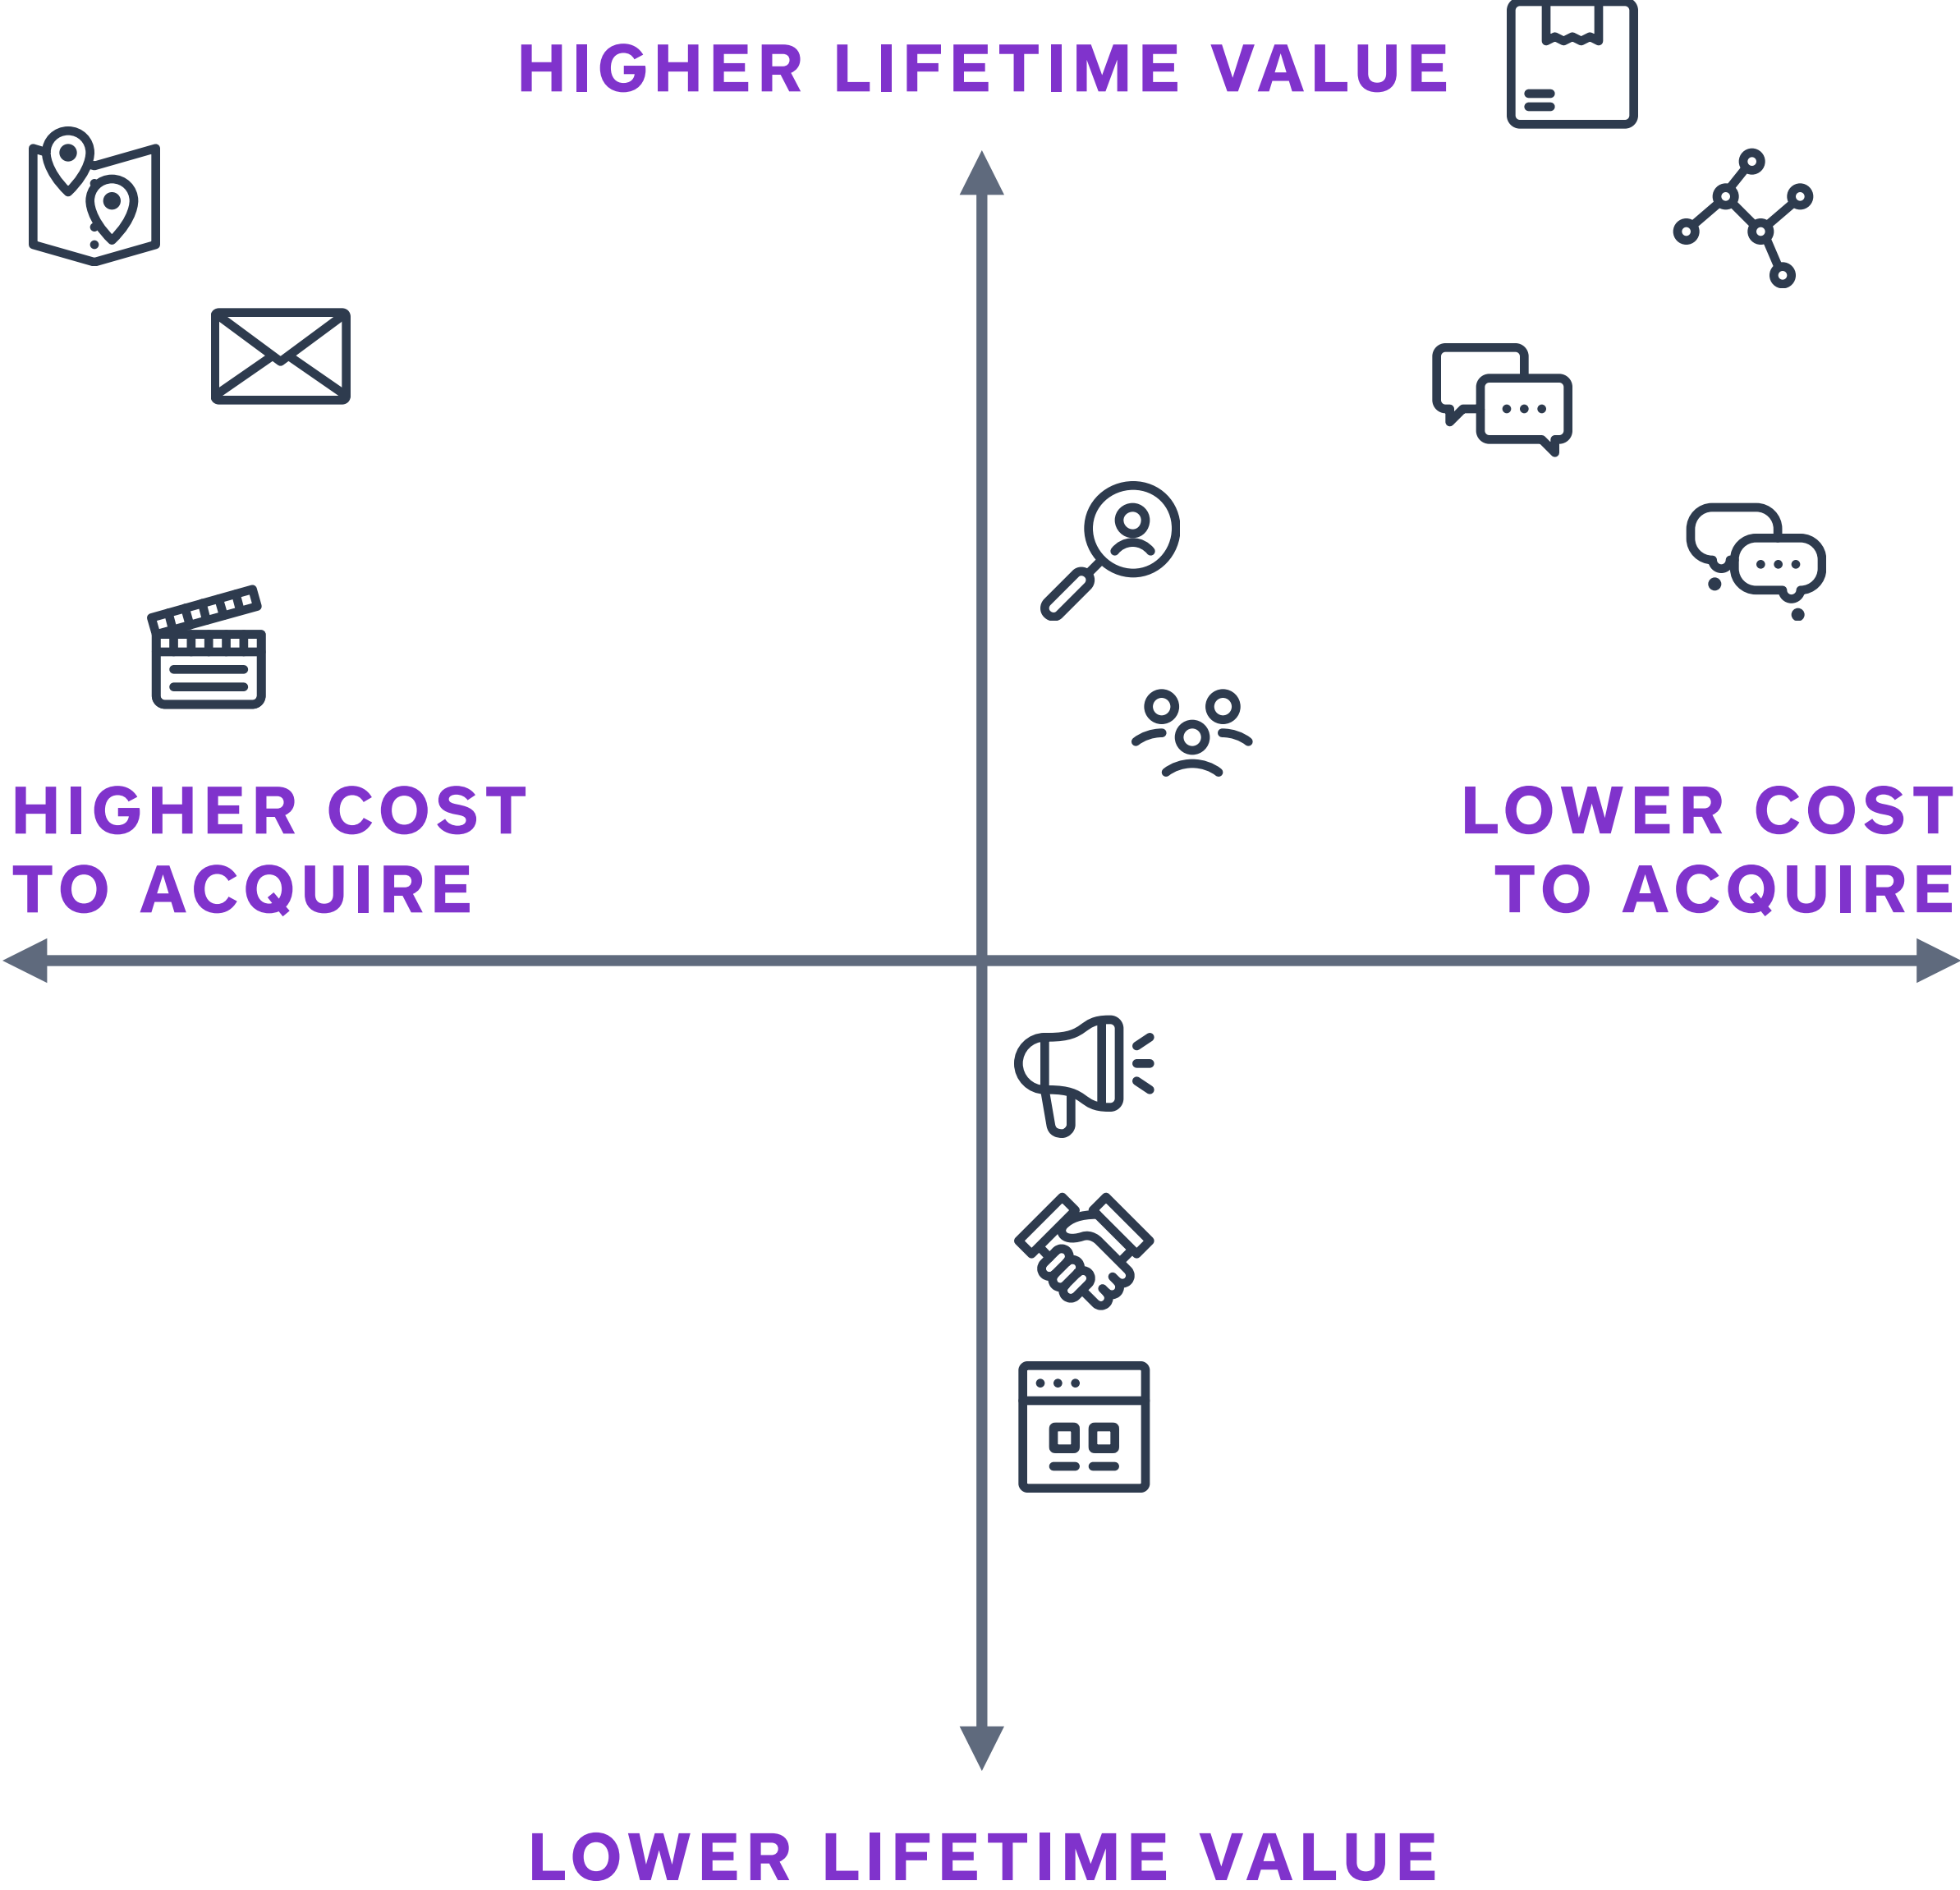 HIGHER LIFETIME VALUE
HIGHER COST
TO ACQUIRE
LOWER COST
TO ACQUIRE
LOWER LIFETIME VALUE